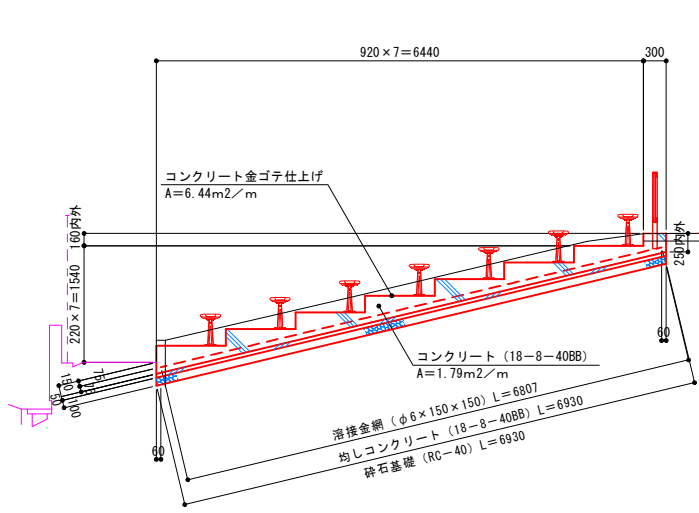 920×7=6440
300
コンクリート金ゴテ仕上げ
A=6.44m2/m
160内外
220×7=1540
250内外
60
コンクリート (18-8-40BB)
A=1.79m2/m
75
75
150
50
100
60
溶接金網 (φ6×150×150) L=6807
均しコンクリート (18-8-40BB) L=6930
砕石基礎 (RC-40) L=6930